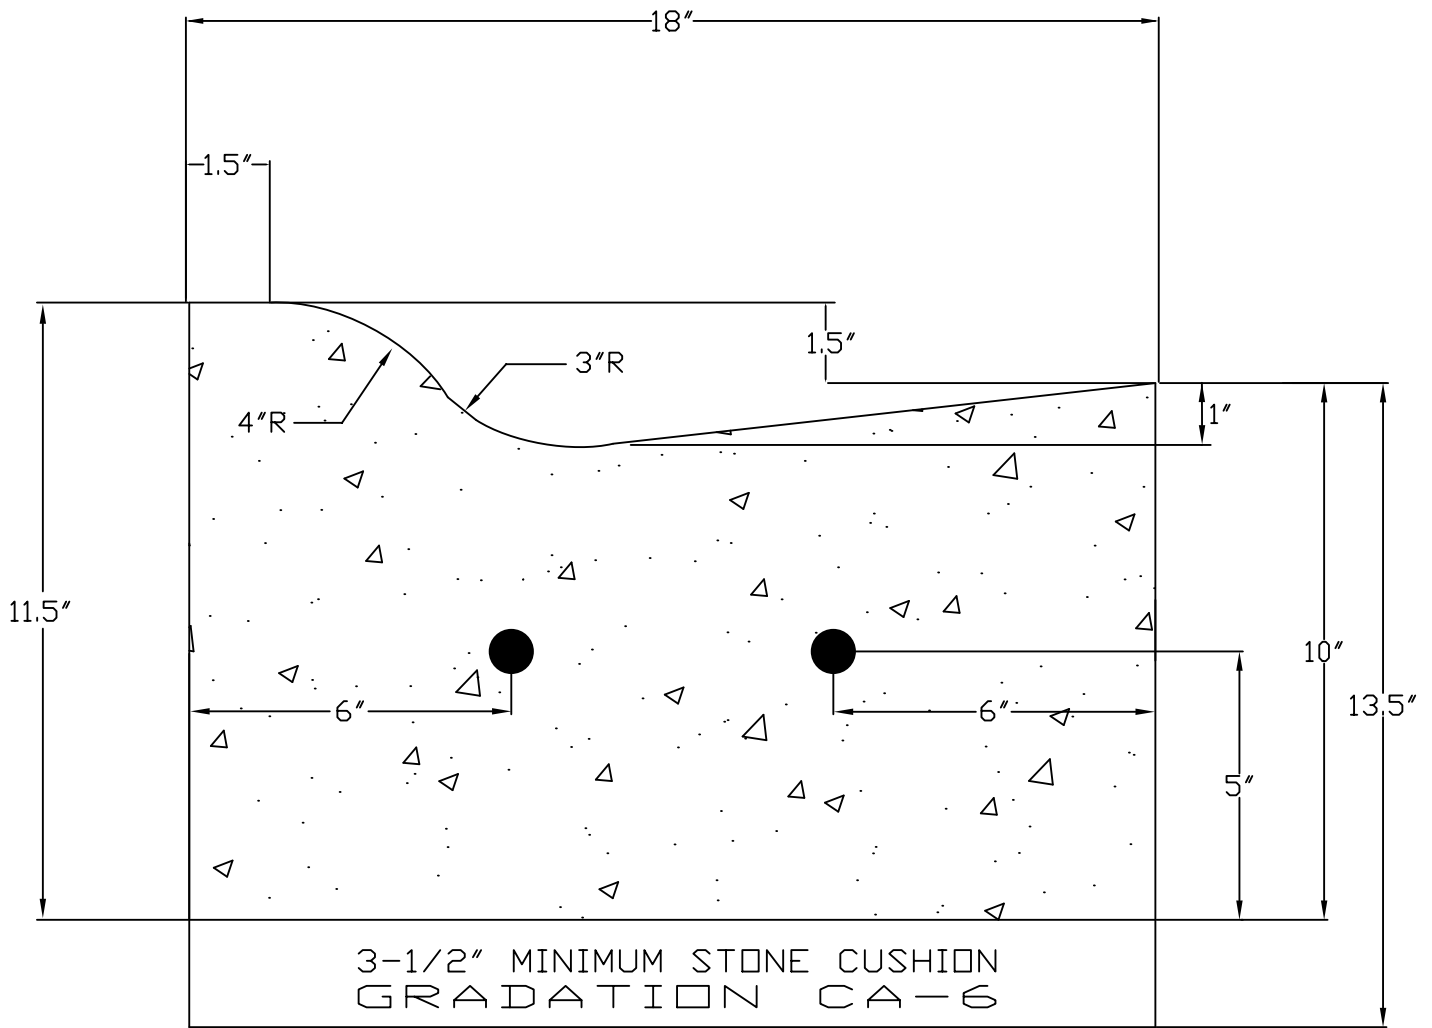 18"
1.5"
1.5"
3"R
4"R
1"
11.5"
10"
13.5"
6"
6"
5"
3-1/2" MINIMUM STONE CUSHION
GRADATION CA-6